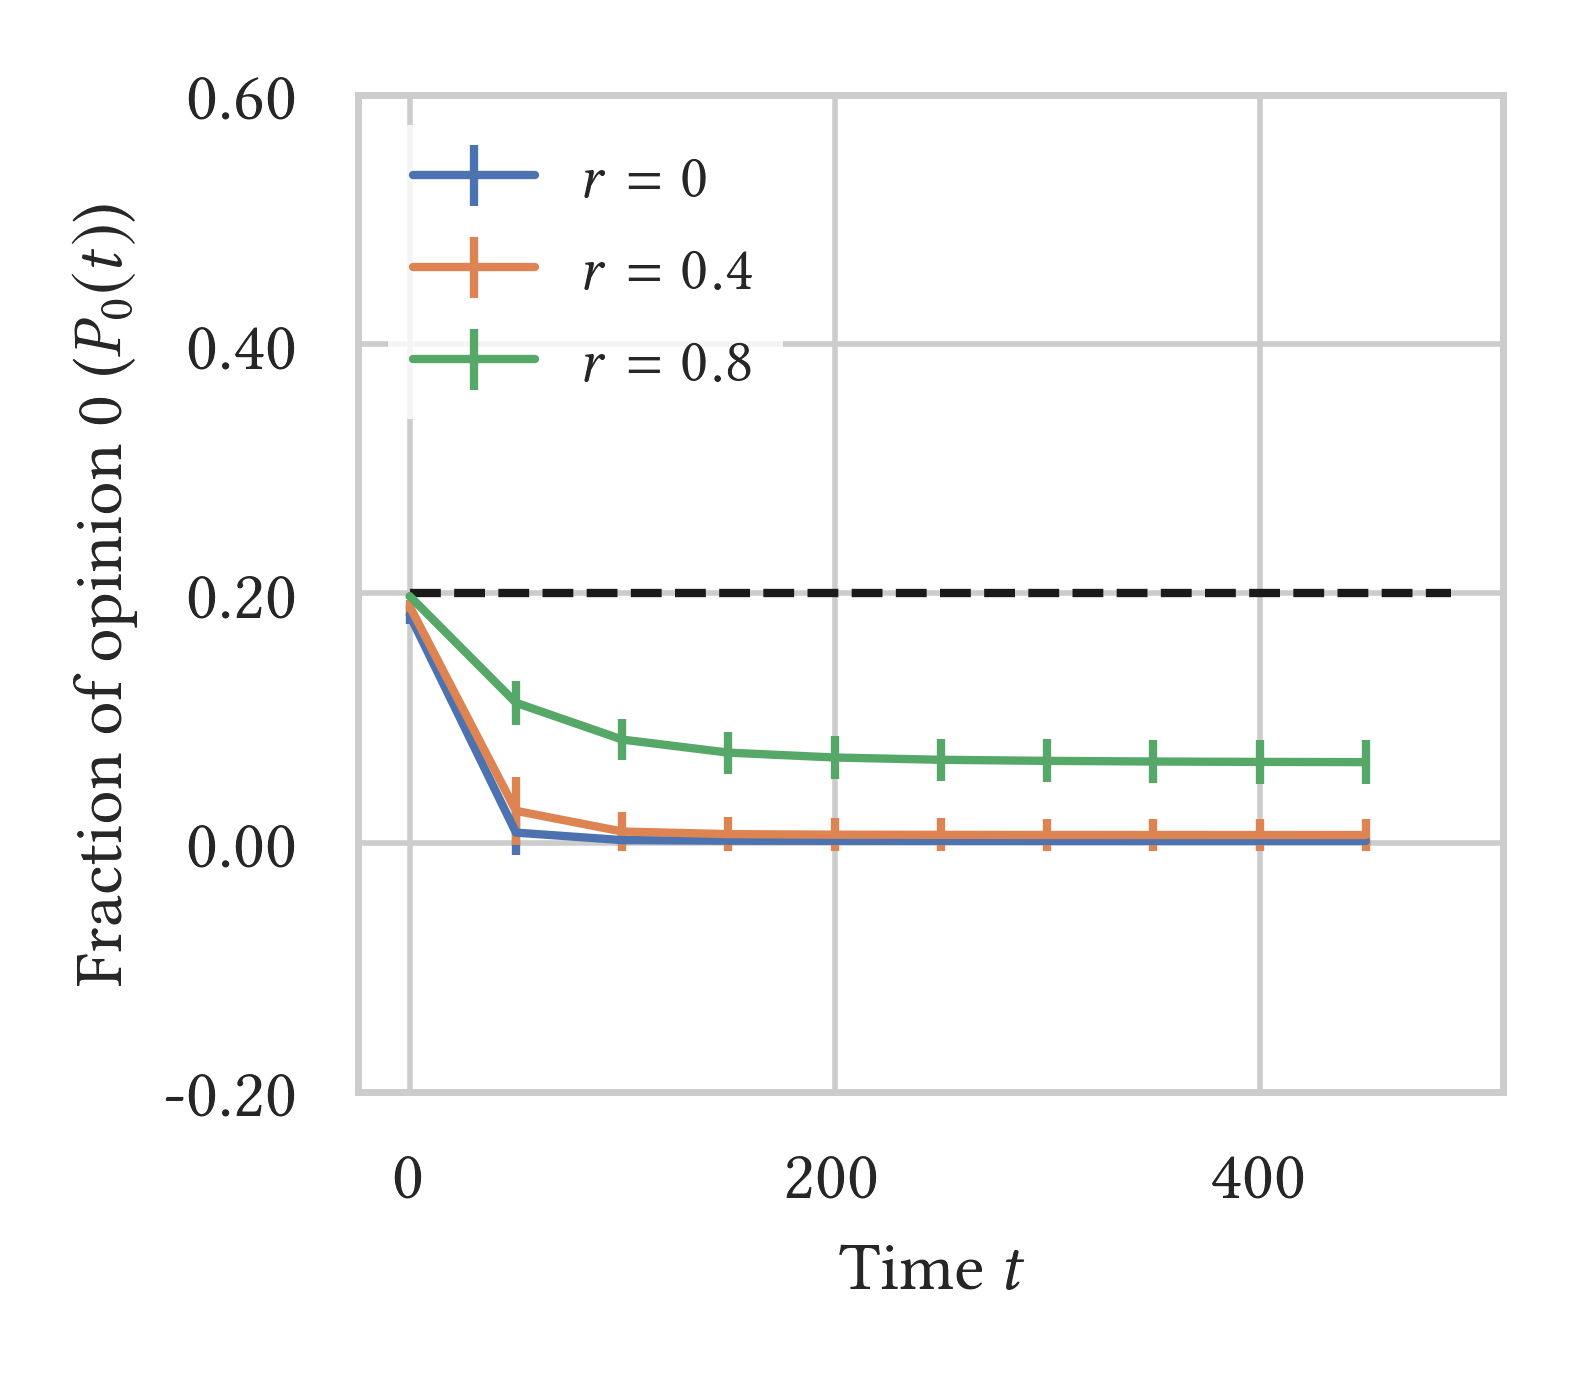 0.60
0.40
0.20
0.00
-0.20
Fraction of opinion 0 (P₀(t))
r = 0
r = 0.4
r = 0.8
0 200 400
Time t